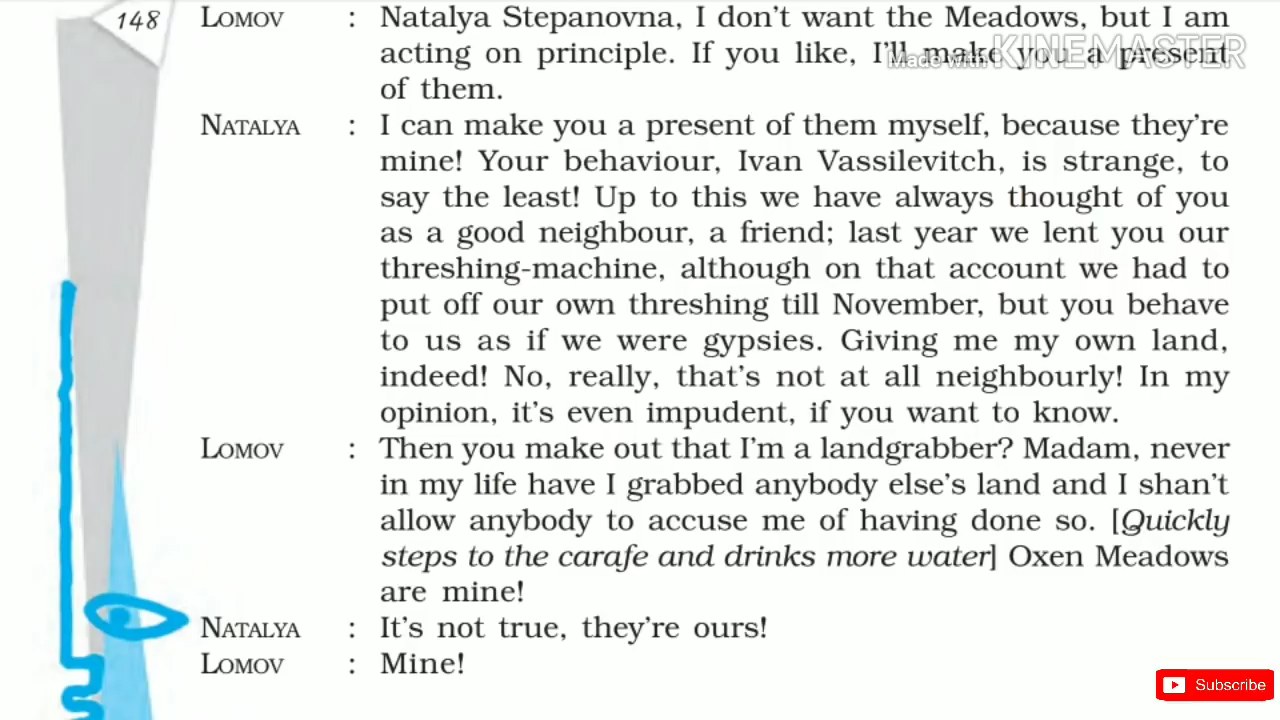 148
LOMOV : Natalya Stepanovna, I don't want the Meadows, but I am
acting on principle. If you like, I'll make you a present
Made with KINEMASTER
of them.
NATALYA : I can make you a present of them myself, because they're
mine! Your behaviour, Ivan Vassilevitch, is strange, to
say the least! Up to this we have always thought of you
as a good neighbour, a friend; last year we lent you our
threshing-machine, although on that account we had to
put off our own threshing till November, but you behave
to us as if we were gypsies. Giving me my own land,
indeed! No, really, that's not at all neighbourly! In my
opinion, it's even impudent, if you want to know.
LOMOV : Then you make out that I'm a landgrabber? Madam, never
in my life have I grabbed anybody else's land and I shan't
allow anybody to accuse me of having done so. [Quickly
steps to the carafe and drinks more water] Oxen Meadows
are mine!
NATALYA : It's not true, they're ours!
LOMOV : Mine!
Subscribe